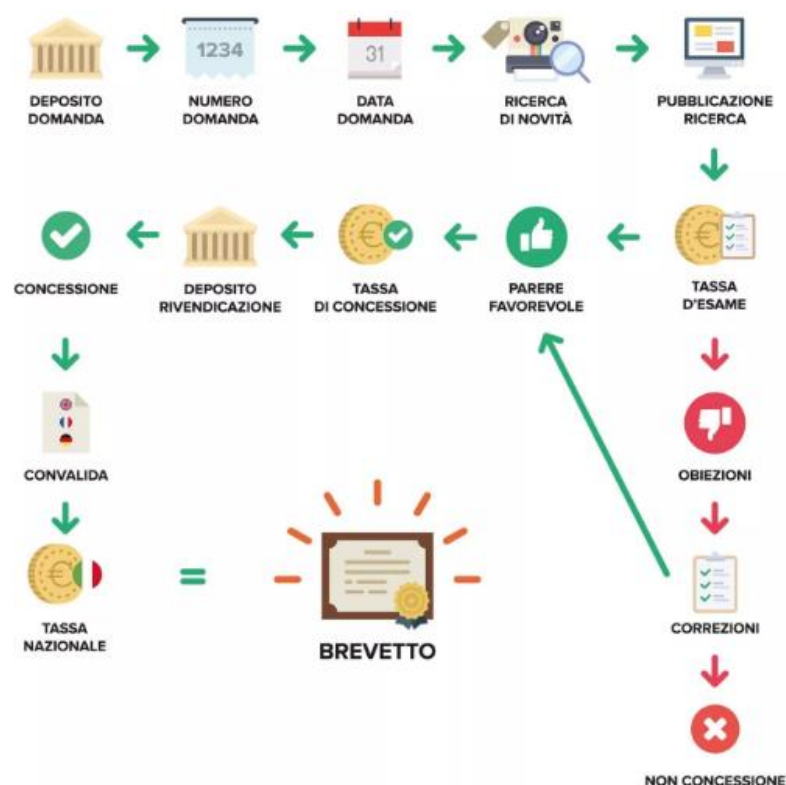 1234
31
DEPOSITO
DOMANDA
NUMERO
DOMANDA
DATA
DOMANDA
RICERCA
DI NOVITÀ
PUBBLICAZIONE
RICERCA
CONCESSIONE
DEPOSITO
RIVENDICAZIONE
TASSA
DI CONCESSIONE
PARERE
FAVOREVOLE
TASSA
D'ESAME
CONVALIDA
OBIEZIONI
TASSA
NAZIONALE
=
BREVETTO
CORREZIONI
NON CONCESSIONE